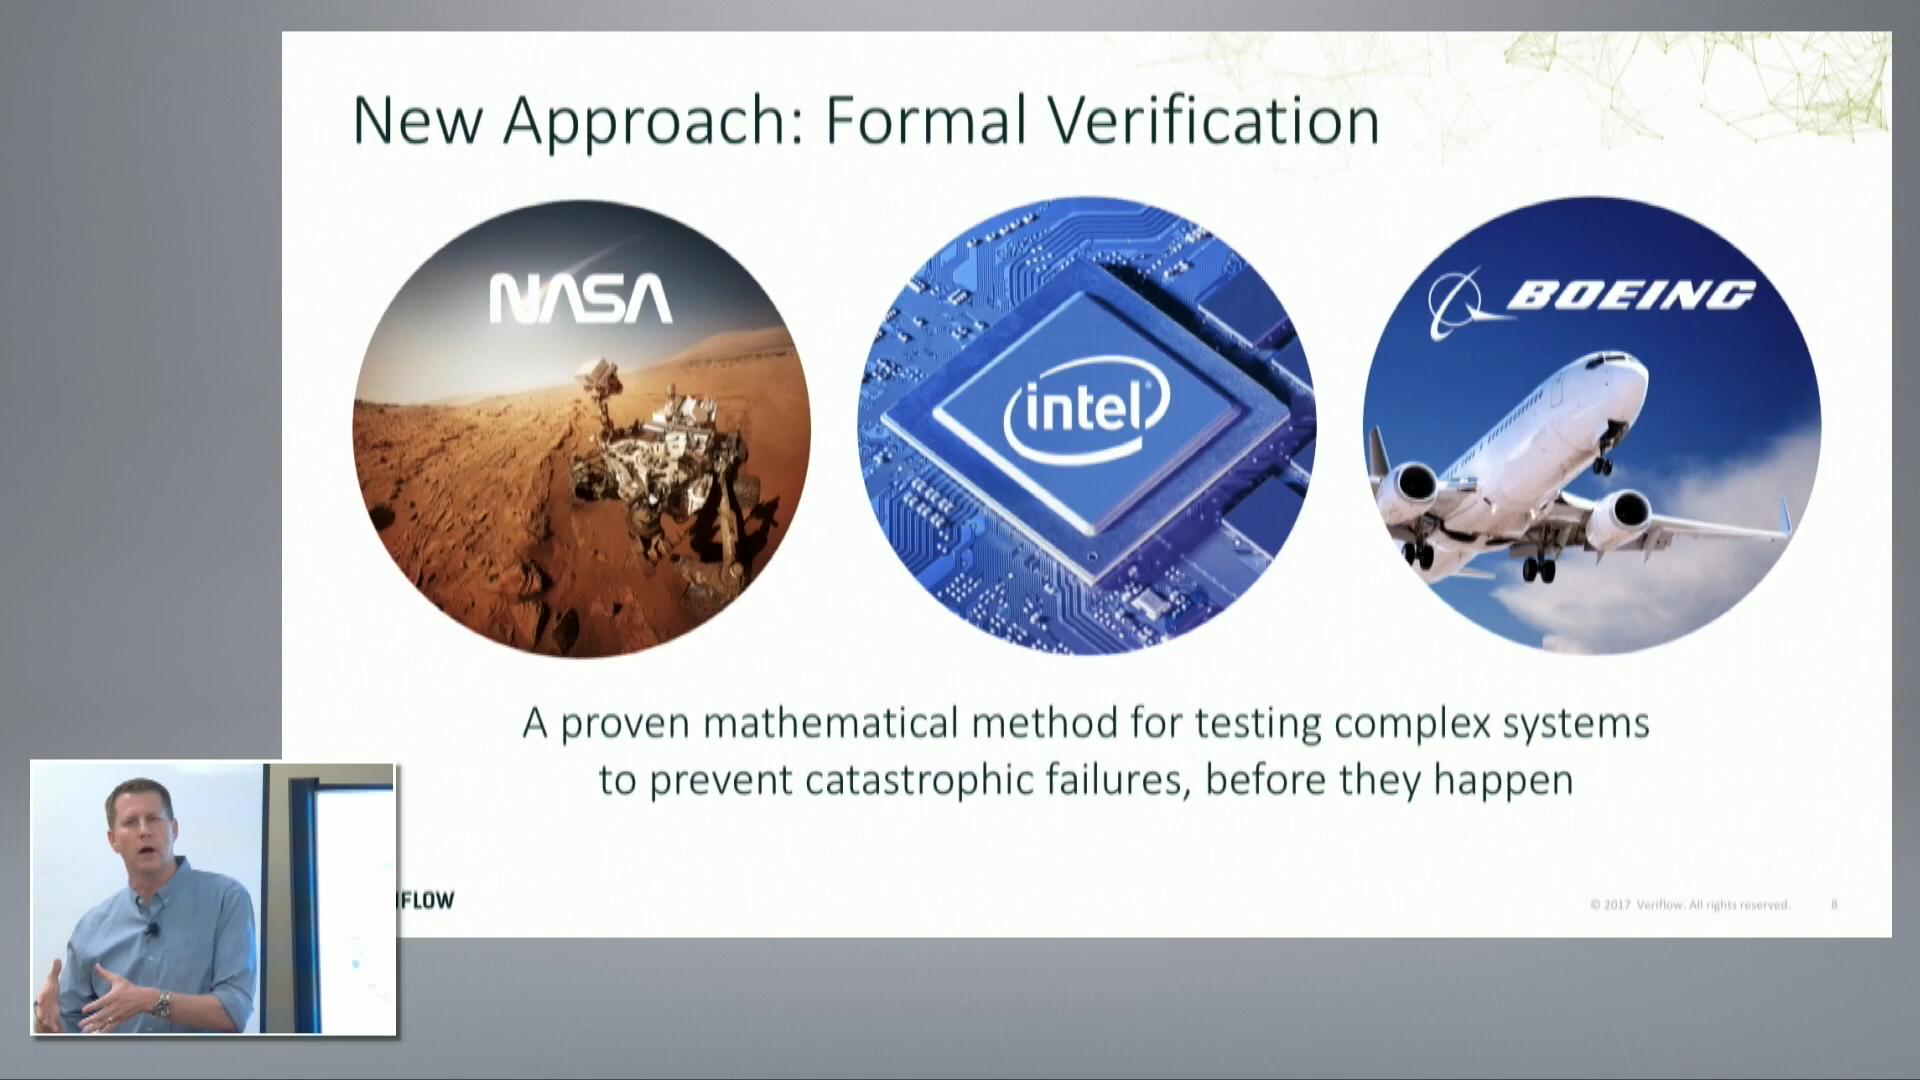 New Approach: Formal Verification
NASA
intel
BOEING
A proven mathematical method for testing complex systems
to prevent catastrophic failures, before they happen
IFLOW
© 2017 Veriflow. All rights reserved. 8